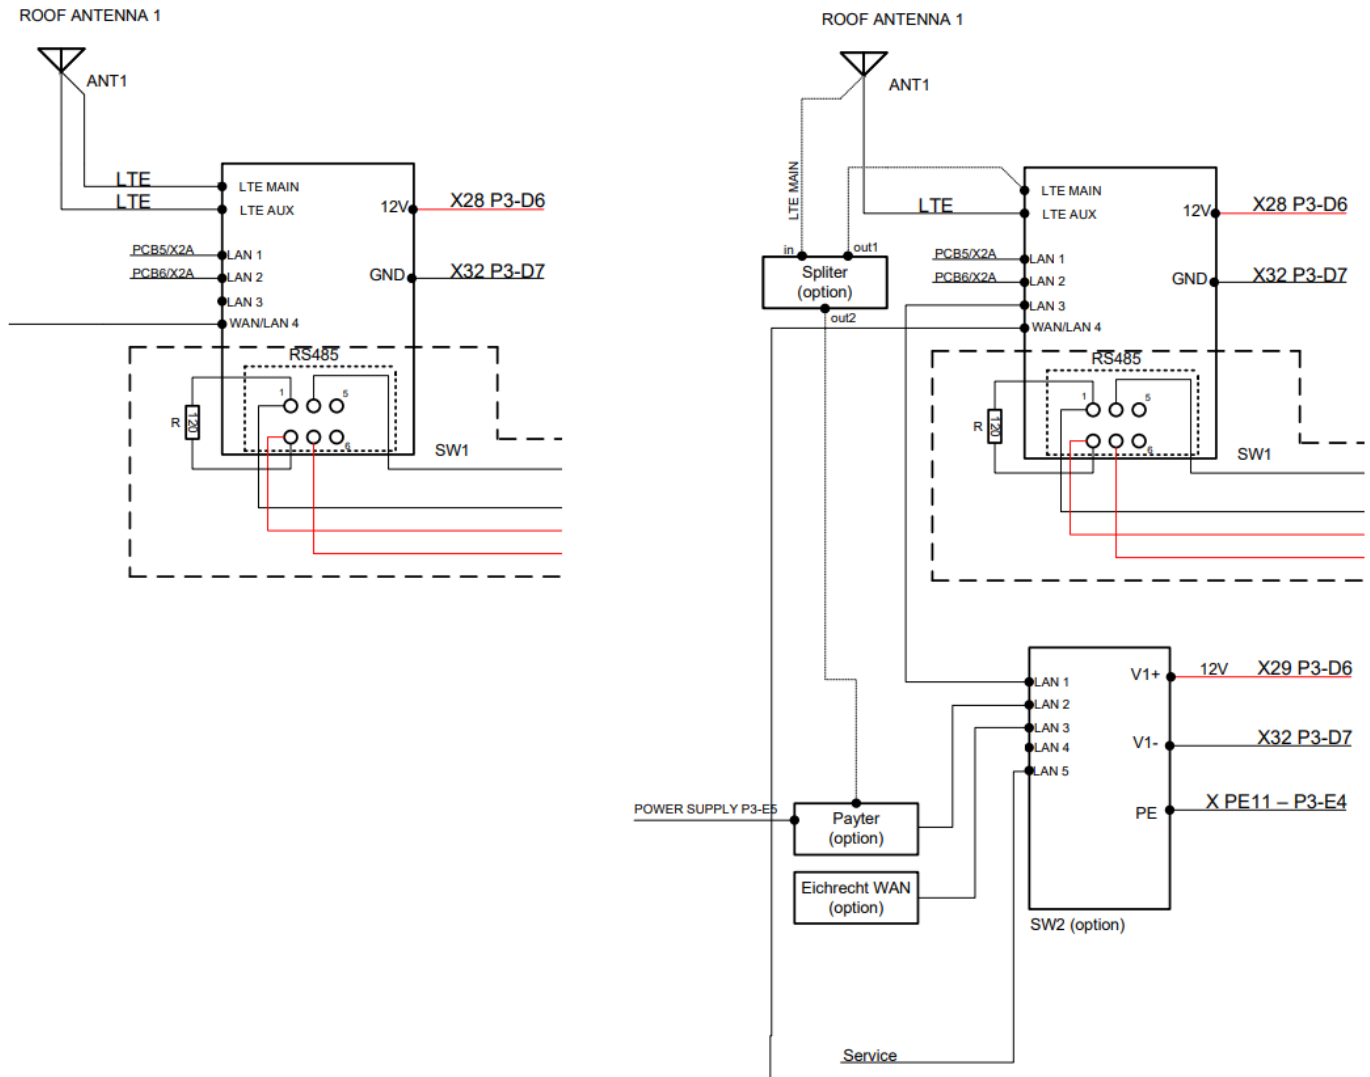 ROOF ANTENNA 1
ANT1
LTE
LTE
LTE MAIN
LTE AUX
12V
X28 P3-D6
PCB5/X2A
LAN 1
PCB6/X2A
LAN 2
GND
X32 P3-D7
LAN 3
WAN/LAN 4
RS485
1
5
R
120
6
SW1
ROOF ANTENNA 1
ANT1
LTE MAIN
LTE
LTE MAIN
LTE AUX
12V
X28 P3-D6
in
out1
Spliter
(option)
out2
PCB5/X2A
LAN 1
PCB6/X2A
LAN 2
GND
X32 P3-D7
LAN 3
WAN/LAN 4
RS485
1
5
R
120
6
SW1
LAN 1
LAN 2
LAN 3
LAN 4
LAN 5
V1+
12V
X29 P3-D6
V1-
X32 P3-D7
PE
X PE11 – P3-E4
POWER SUPPLY P3-E5
Payter
(option)
Eichrecht WAN
(option)
SW2 (option)
Service